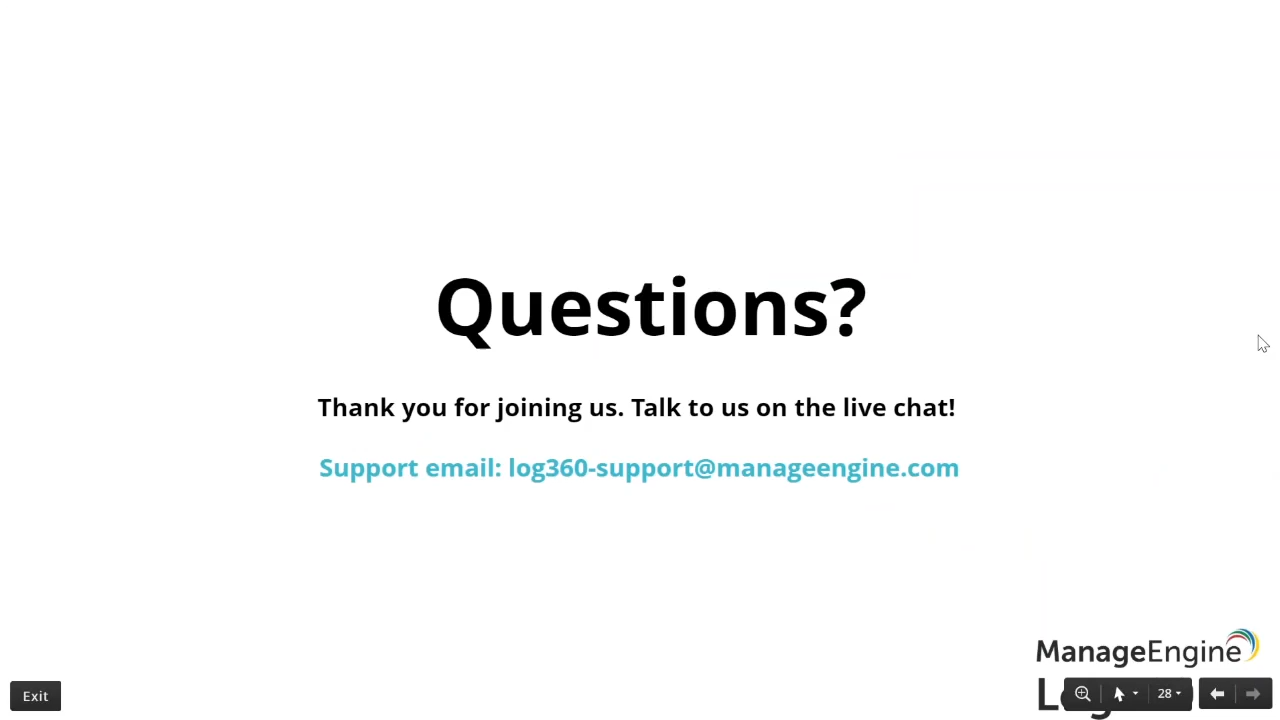 Questions?
Thank you for joining us. Talk to us on the live chat!
Support email: log360-support@manageengine.com
ManageEngine
Exit
28